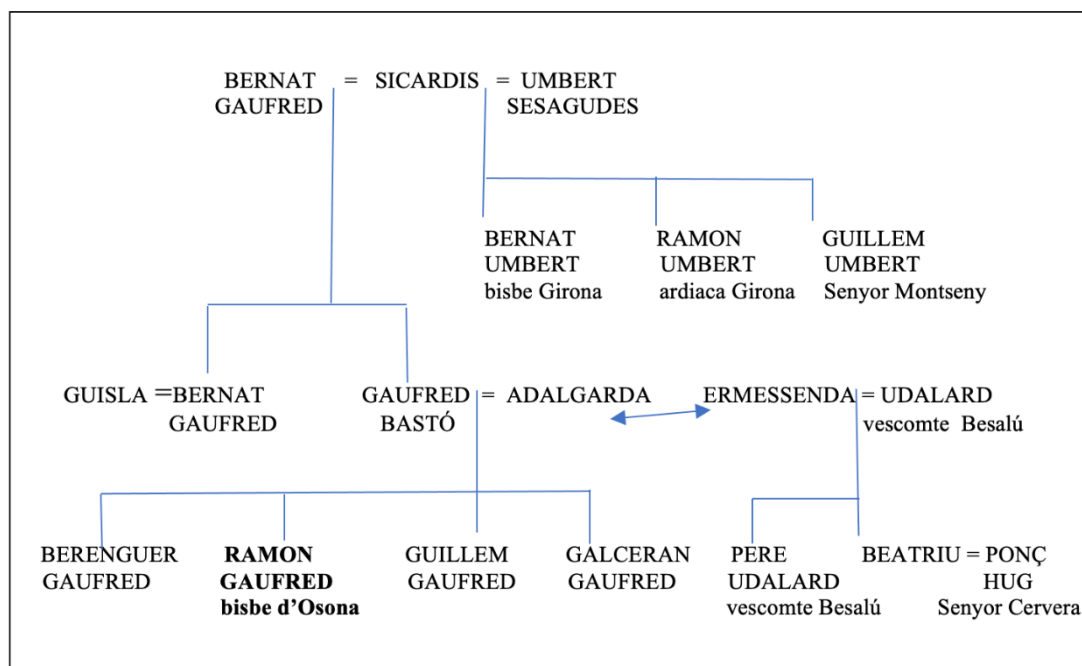 BERNAT = SICARDIS = UMBERT
GAUFRED SESAGUDES
BERNAT RAMON GUILLEM
UMBERT UMBERT UMBERT
bisbe Girona ardiaca Girona Senyor Montseny
GUISLA = BERNAT GAUFRED = ADALGARDA ERMESSENDA = UDALARD
GAUFRED BASTÓ vescomte Besalú
BERENGUER RAMON GUILLEM GALCERAN PERE BEATRIU = PONÇ
GAUFRED GAUFRED GAUFRED GAUFRED UDALARD HUG
bisbe d’Osona vescomte Besalú Senyor Cervera